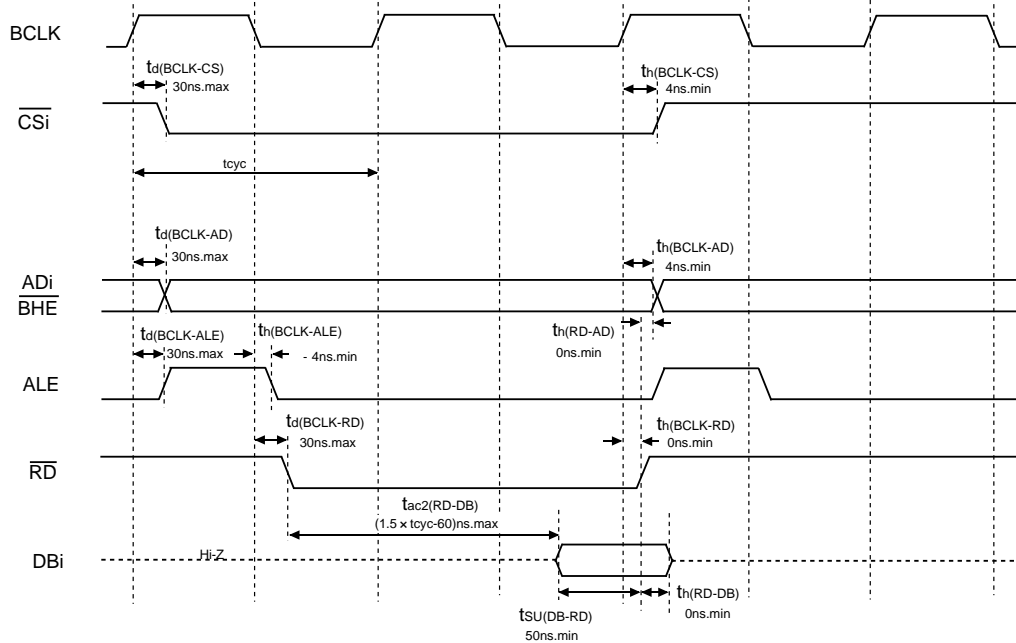 BCLK
td(BCLK-CS)
30ns.max
th(BCLK-CS)
4ns.min
CSi
tcyc
td(BCLK-AD)
30ns.max
th(BCLK-AD)
4ns.min
ADi
BHE
td(BCLK-ALE)
30ns.max
th(BCLK-ALE)
- 4ns.min
th(RD-AD)
0ns.min
ALE
td(BCLK-RD)
30ns.max
th(BCLK-RD)
0ns.min
RD
tac2(RD-DB)
(1.5 × tcyc-60)ns.max
DBi
Hi-Z
tSU(DB-RD)
50ns.min
th(RD-DB)
0ns.min